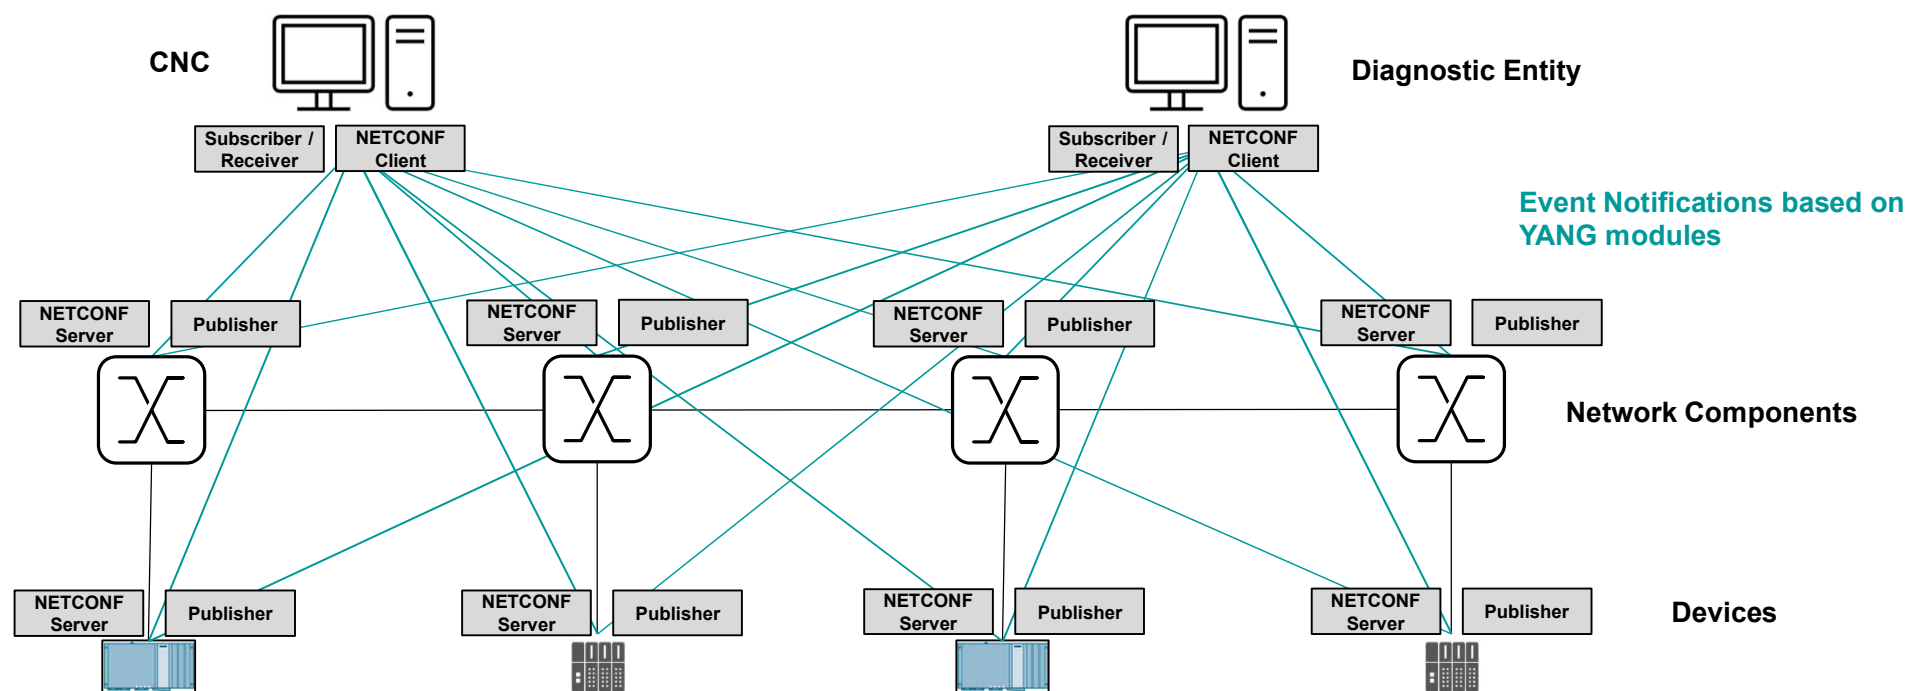 CNC
Diagnostic Entity
Subscriber /
Receiver
NETCONF
Client
Subscriber /
Receiver
NETCONF
Client
Event Notifications based on
YANG modules
NETCONF
Server
Publisher
NETCONF
Server
Publisher
NETCONF
Server
Publisher
NETCONF
Server
Publisher
Network Components
NETCONF
Server
Publisher
NETCONF
Server
Publisher
NETCONF
Server
Publisher
NETCONF
Server
Publisher
Devices